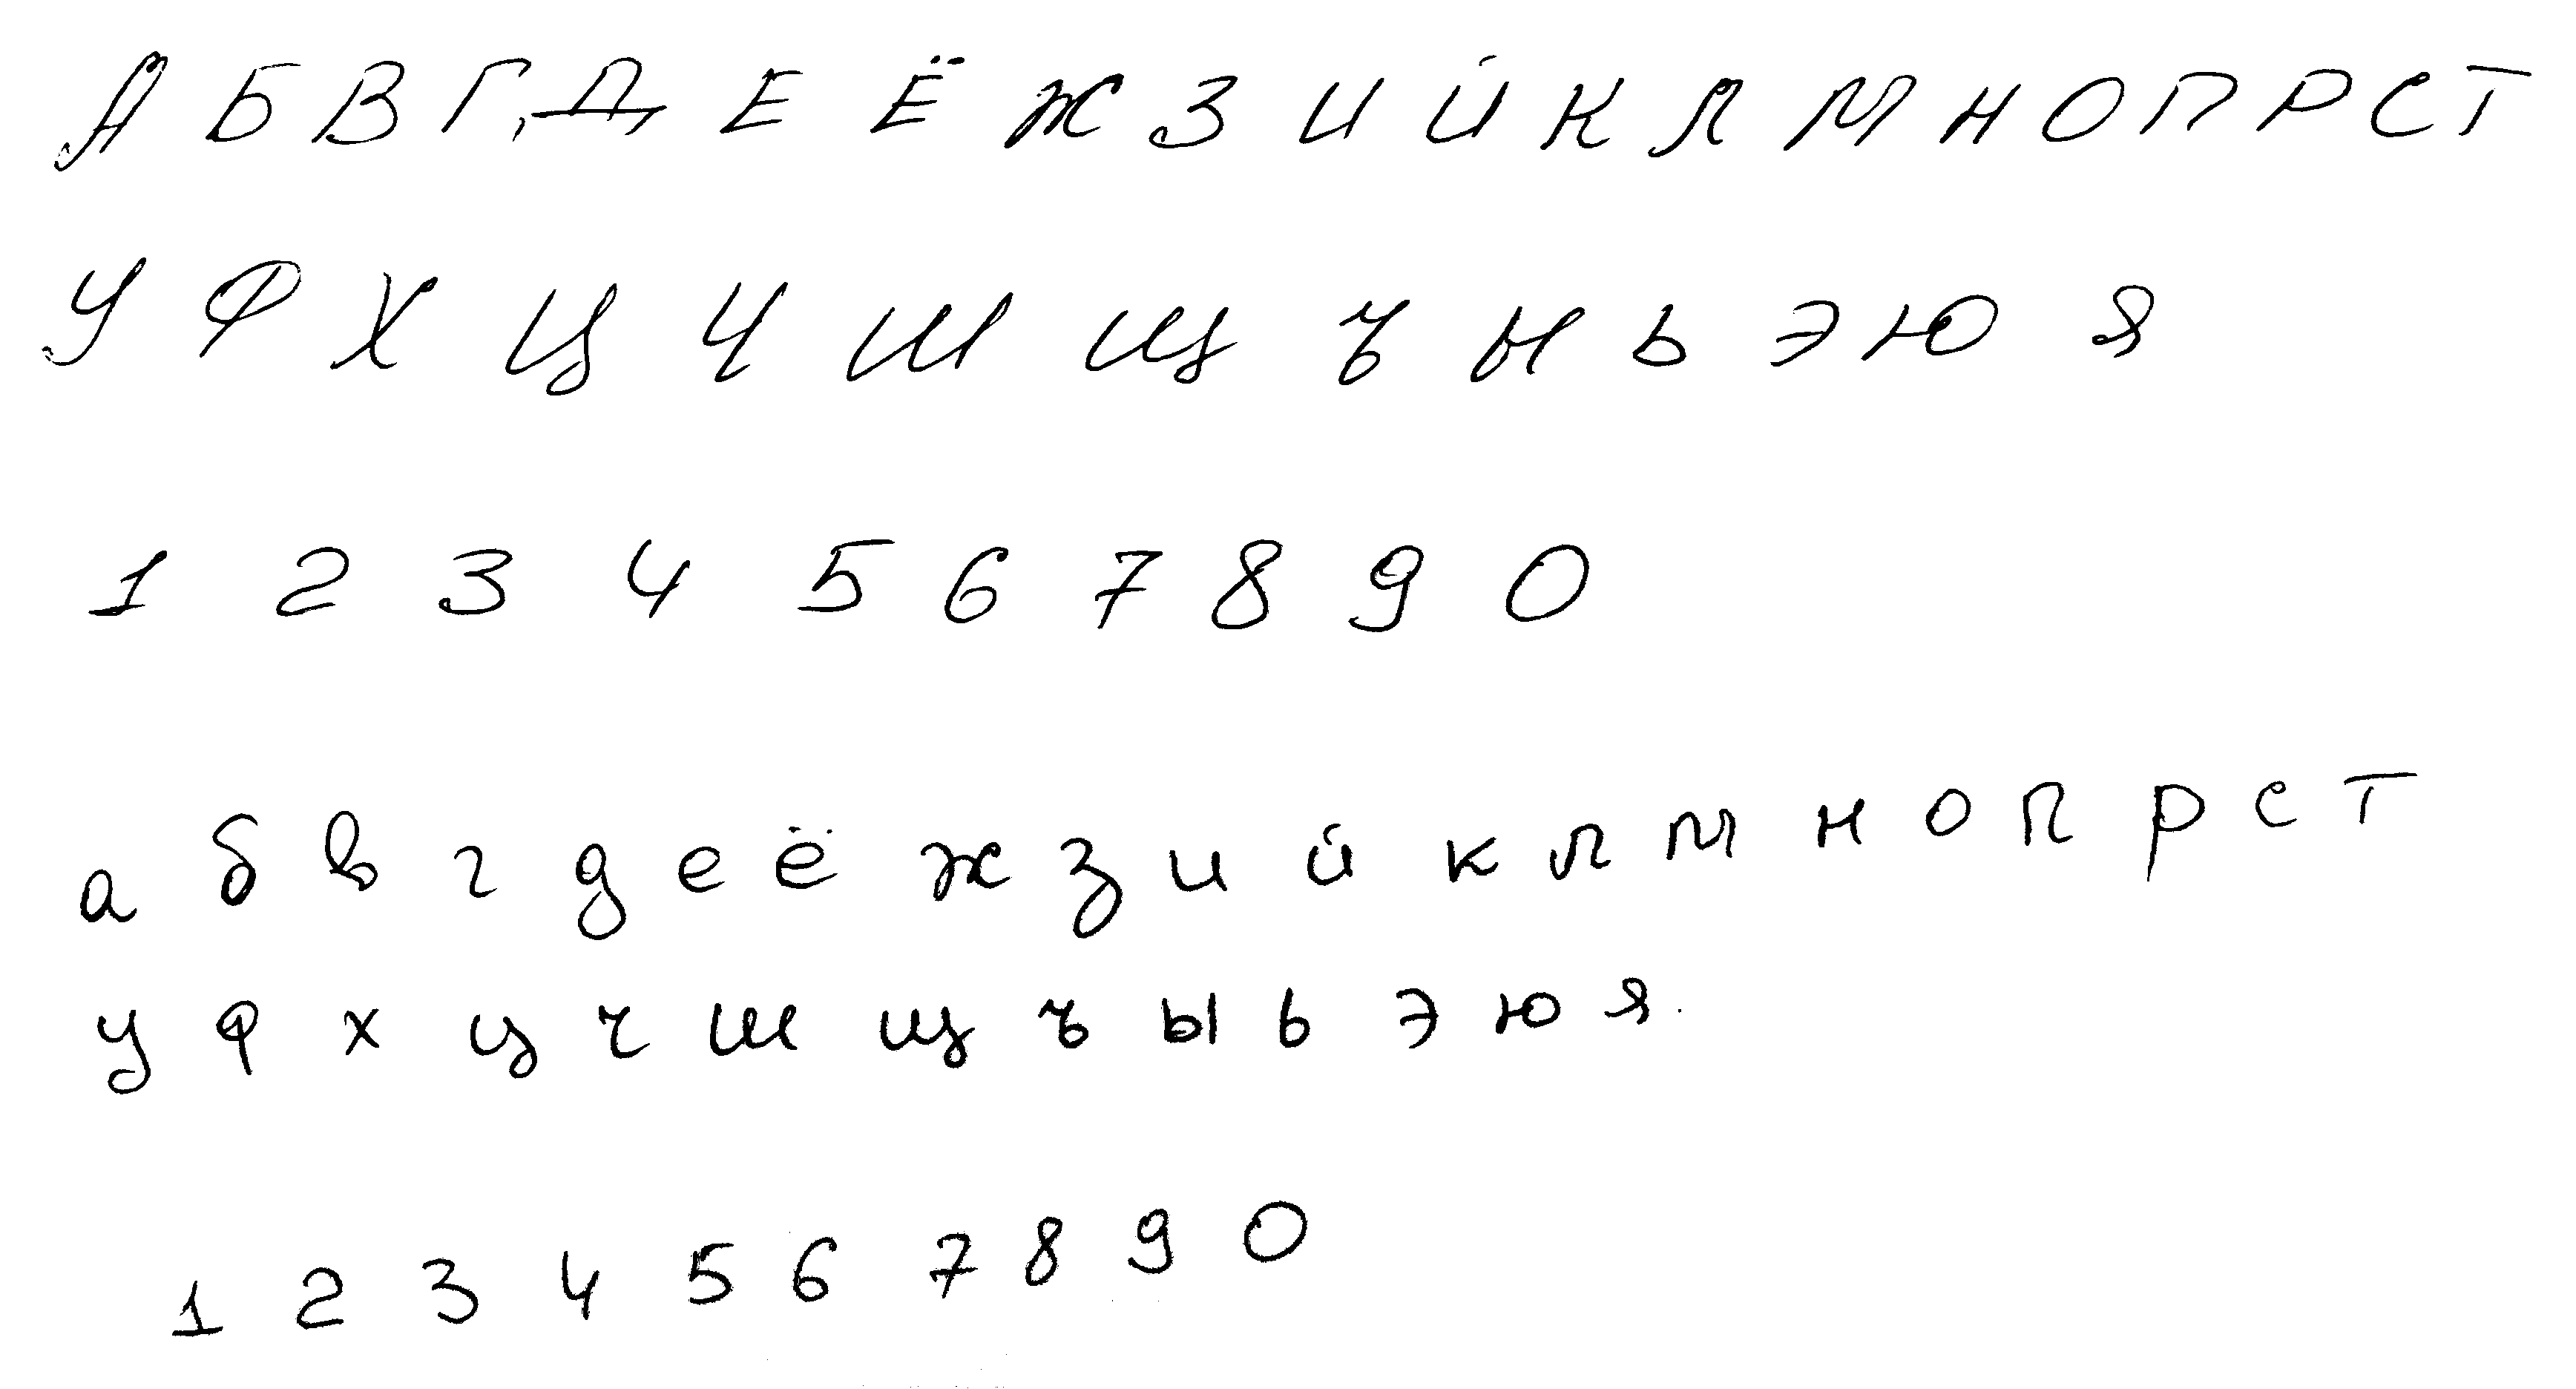 А Б В Г Д Е Ё Ж З И Й К Л М Н О П Р С Т
У Ф Х Ц Ч Ш Щ Ъ Ы Ь Э Ю Я
1 2 3 4 5 6 7 8 9 0
а б в г д е ё ж з и й к л м н о п р с т
у ф х ц ч ш щ ъ ы ь э ю я
1 2 3 4 5 6 7 8 9 0